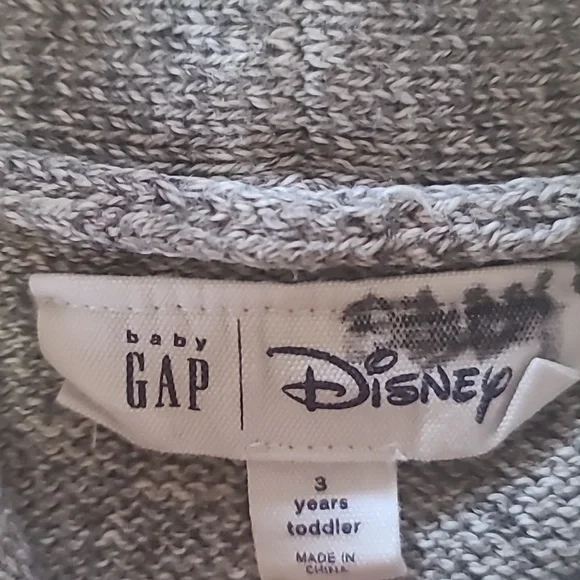 baby
GAP
Disney
3
years
toddler
MADE IN
CHINA